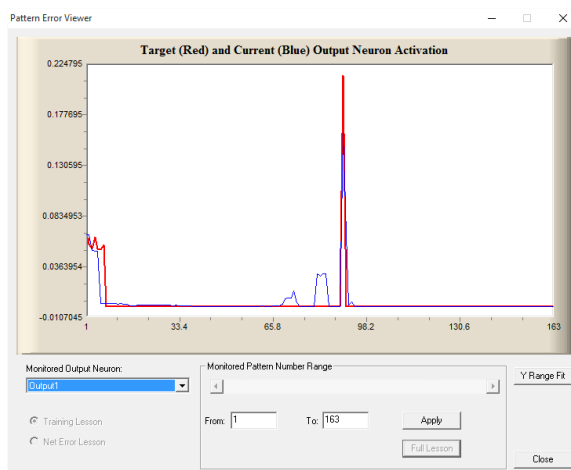 Pattern Error Viewer
Target (Red) and Current (Blue) Output Neuron Activation
0.224795
0.177695
0.130595
0.0834953
0.0363954
-0.0107045
1 33.4 65.8 98.2 130.6 163
Monitored Output Neuron:
Output1
Training Lesson
Net Error Lesson
Monitored Pattern Number Range
From: 1 To: 163 Apply
Full Lesson
Y Range Fit
Close